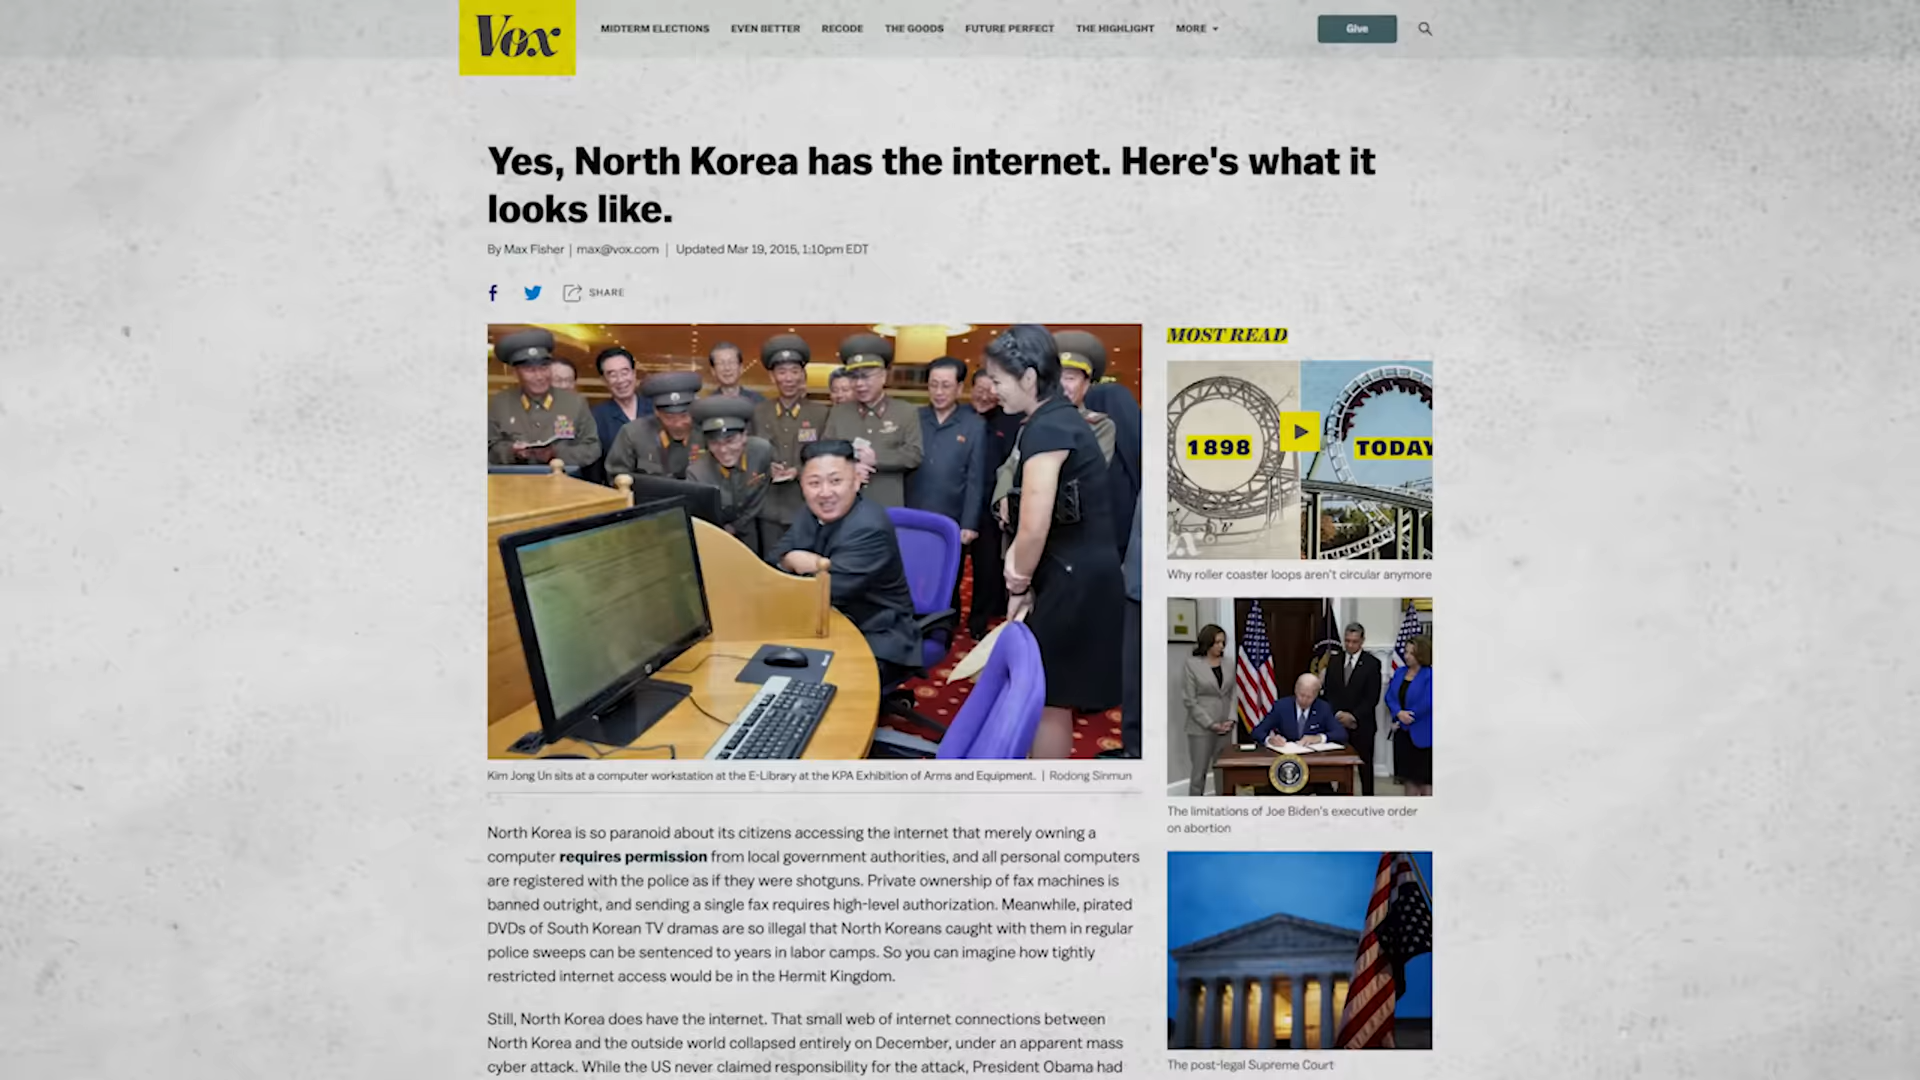 Vox
MIDTERM ELECTIONS EVEN BETTER RECODE THE GOODS FUTURE PERFECT THE HIGHLIGHT MORE
Give
Yes, North Korea has the internet. Here's what it
looks like.
By Max Fisher | max@vox.com | Updated Mar 19, 2015, 1:10pm EDT
SHARE
Kim Jong Un sits at a computer workstation at the E-Library at the KPA Exhibition of Arms and Equipment. | Rodong Sinmun
North Korea is so paranoid about its citizens accessing the internet that merely owning a
computer requires permission from local government authorities, and all personal computers
are registered with the police as if they were shotguns. Private ownership of fax machines is
banned outright, and sending a single fax requires high-level authorization. Meanwhile, pirated
DVDs of South Korean TV dramas are so illegal that North Koreans caught with them in regular
police sweeps can be sentenced to years in labor camps. So you can imagine how tightly
restricted internet access would be in the Hermit Kingdom.
Still, North Korea does have the internet. That small web of internet connections between
North Korea and the outside world collapsed entirely on December, under an apparent mass
cyber attack. While the US never claimed responsibility for the attack, President Obama had
MOST READ
1898
TODAY
Why roller coaster loops aren't circular anymore
The limitations of Joe Biden's executive order
on abortion
The post-legal Supreme Court